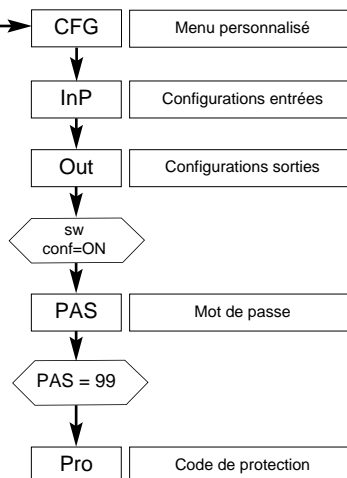 CFG Menu personnalisé
InP Configurations entrées
Out Configurations sorties
sw
conf=ON
PAS Mot de passe
PAS = 99
Pro Code de protection